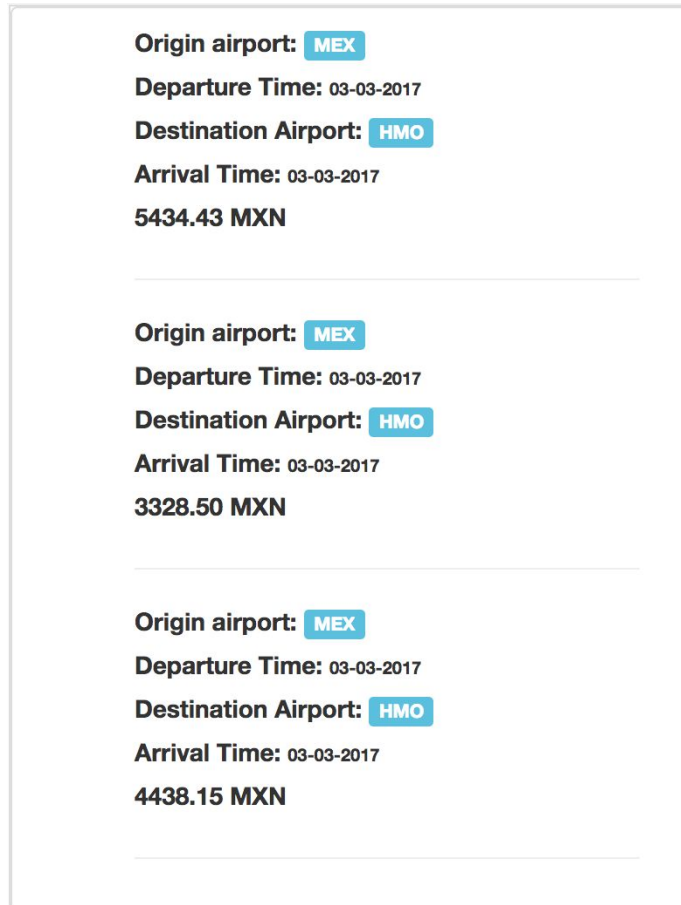 Origin airport: MEX
Departure Time: 03-03-2017
Destination Airport: HMO
Arrival Time: 03-03-2017
5434.43 MXN
Origin airport: MEX
Departure Time: 03-03-2017
Destination Airport: HMO
Arrival Time: 03-03-2017
3328.50 MXN
Origin airport: MEX
Departure Time: 03-03-2017
Destination Airport: HMO
Arrival Time: 03-03-2017
4438.15 MXN